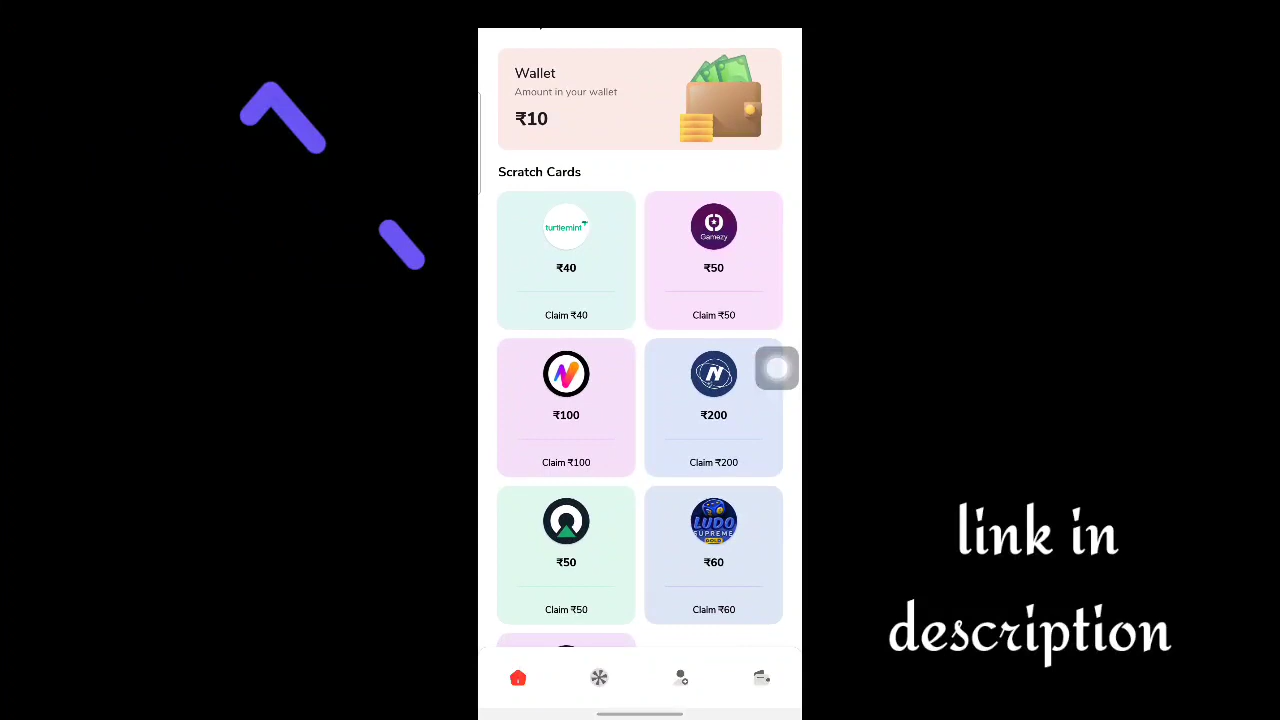 Wallet
Amount in your wallet
₹10
Scratch Cards
turtlemint
₹40
Claim ₹40
Gamezy
₹50
Claim ₹50
₹100
Claim ₹100
N
₹200
Claim ₹200
₹50
Claim ₹50
LUDO
SUPREME
GOLD
₹60
Claim ₹60
link in
description